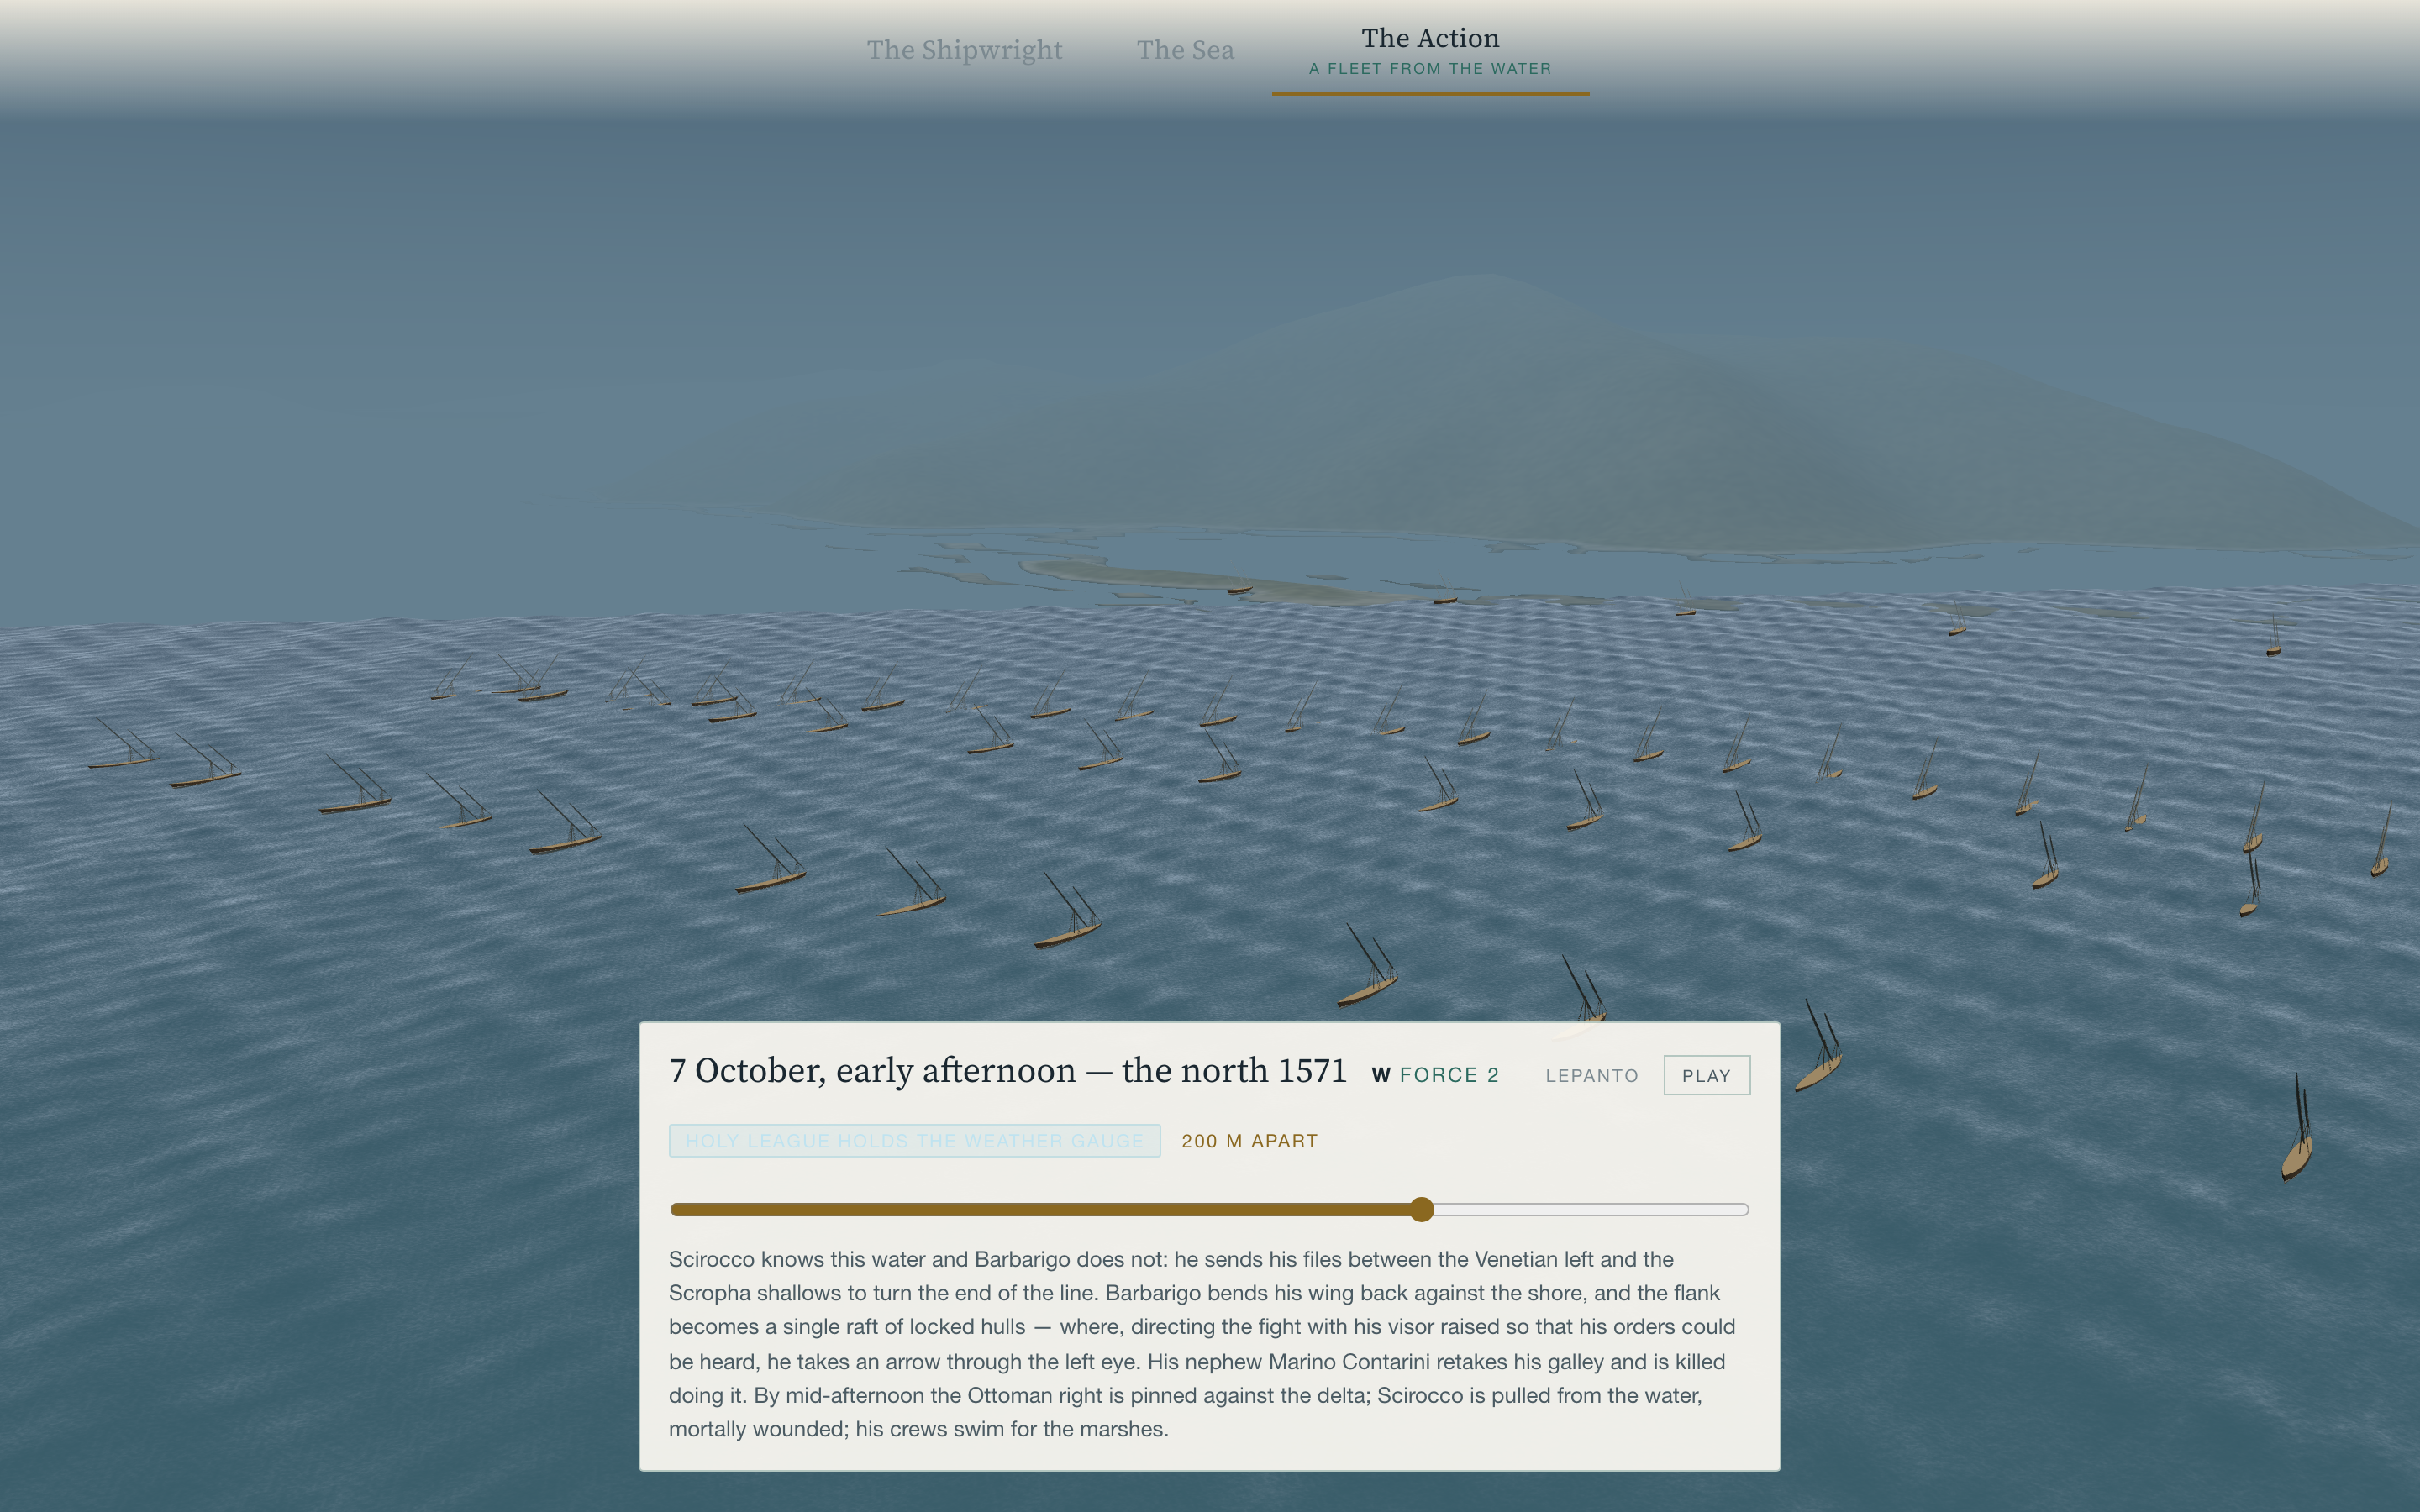 The Shipwright
The Sea
The Action
A FLEET FROM THE WATER
7 October, early afternoon — the north 1571
W FORCE 2
LEPANTO
PLAY
HOLY LEAGUE HOLDS THE WEATHER GAUGE
200 M APART
Scirocco knows this water and Barbarigo does not: he sends his files between the Venetian left and the
Scropha shallows to turn the end of the line. Barbarigo bends his wing back against the shore, and the flank
becomes a single raft of locked hulls — where, directing the fight with his visor raised so that his orders could
be heard, he takes an arrow through the left eye. His nephew Marino Contarini retakes his galley and is killed
doing it. By mid-afternoon the Ottoman right is pinned against the delta; Scirocco is pulled from the water,
mortally wounded; his crews swim for the marshes.